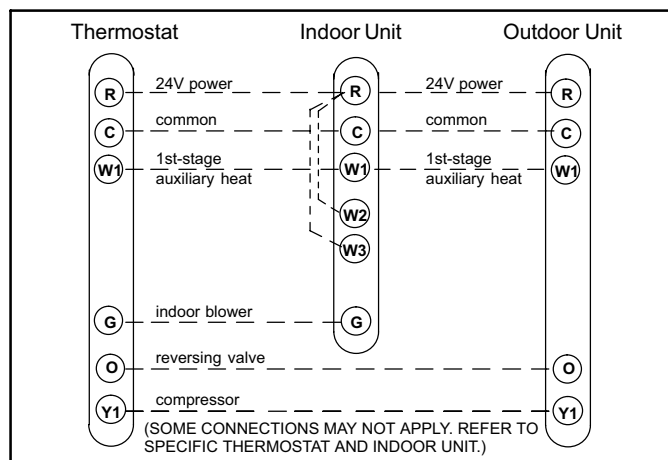 Thermostat Indoor Unit Outdoor Unit
R 24V power R 24V power R
C common C common C
W1 1st-stage auxiliary heat W1 1st-stage auxiliary heat W1
W2
W3
G indoor blower G
O reversing valve O
Y1 compressor Y1
(SOME CONNECTIONS MAY NOT APPLY. REFER TO
SPECIFIC THERMOSTAT AND INDOOR UNIT.)